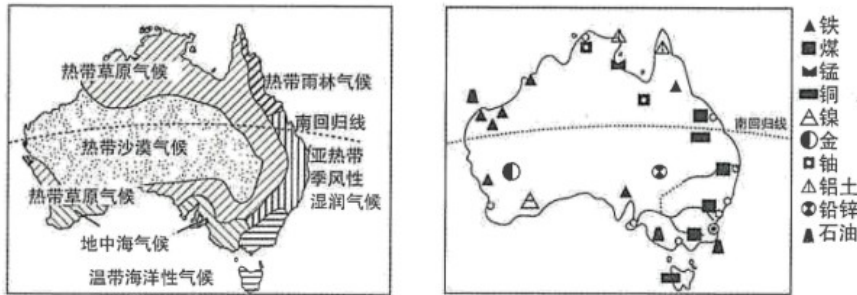 热带草原气候
热带雨林气候
南回归线
热带沙漠气候
亚热带
季风性
湿润气候
热带草原气候
地中海气候
温带海洋性气候
铁
煤
锰
铜
镍
金
铀
铝土
铅锌
石油
南回归线